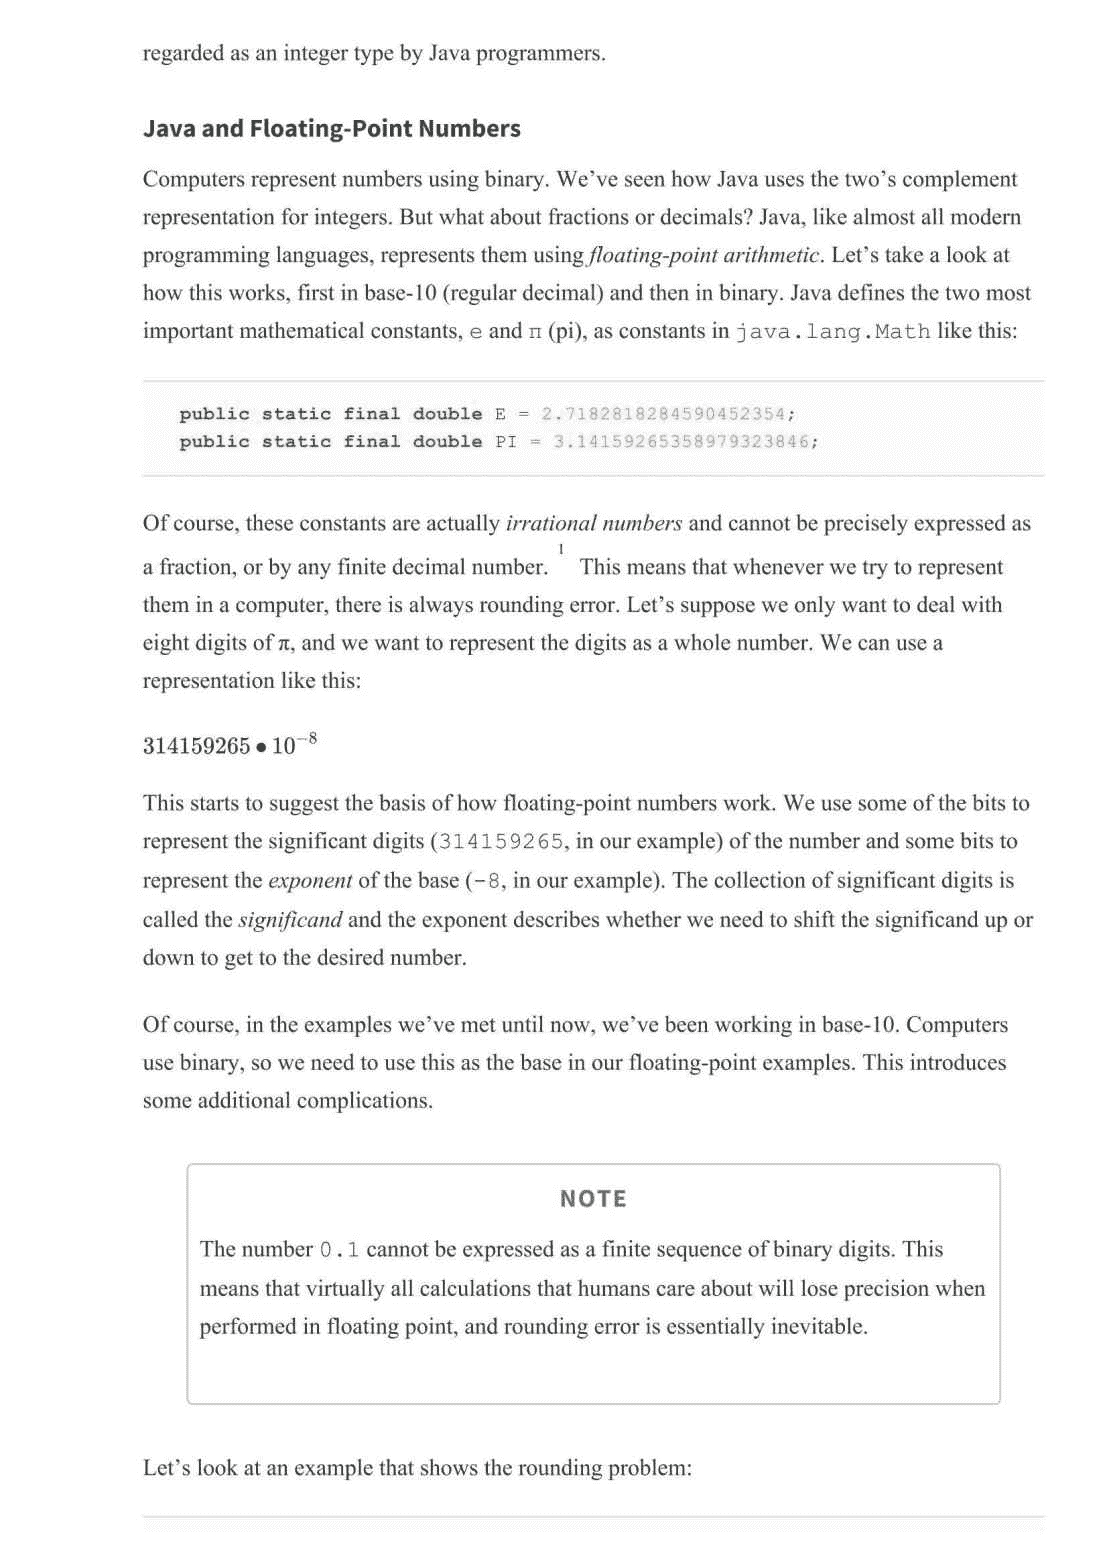 regarded as an integer type by Java programmers.
Java and Floating-Point Numbers
Computers represent numbers using binary. We’ve seen how Java uses the two’s complement
representation for integers. But what about fractions or decimals? Java, like almost all modern
programming languages, represents them using floating-point arithmetic. Let’s take a look at
how this works, first in base-10 (regular decimal) and then in binary. Java defines the two most
important mathematical constants, e and π (pi), as constants in java.lang.Math like this:
public static final double E = 2.7182818284590452354;
public static final double PI = 3.14159265358979323846;
Of course, these constants are actually irrational numbers and cannot be precisely expressed as
a fraction, or by any finite decimal number. 1 This means that whenever we try to represent
them in a computer, there is always rounding error. Let’s suppose we only want to deal with
eight digits of π, and we want to represent the digits as a whole number. We can use a
representation like this:
314159265 • 10⁻⁸
This starts to suggest the basis of how floating-point numbers work. We use some of the bits to
represent the significant digits (314159265, in our example) of the number and some bits to
represent the exponent of the base (-8, in our example). The collection of significant digits is
called the significand and the exponent describes whether we need to shift the significand up or
down to get to the desired number.
Of course, in the examples we’ve met until now, we’ve been working in base-10. Computers
use binary, so we need to use this as the base in our floating-point examples. This introduces
some additional complications.
NOTE
The number 0.1 cannot be expressed as a finite sequence of binary digits. This
means that virtually all calculations that humans care about will lose precision when
performed in floating point, and rounding error is essentially inevitable.
Let’s look at an example that shows the rounding problem: